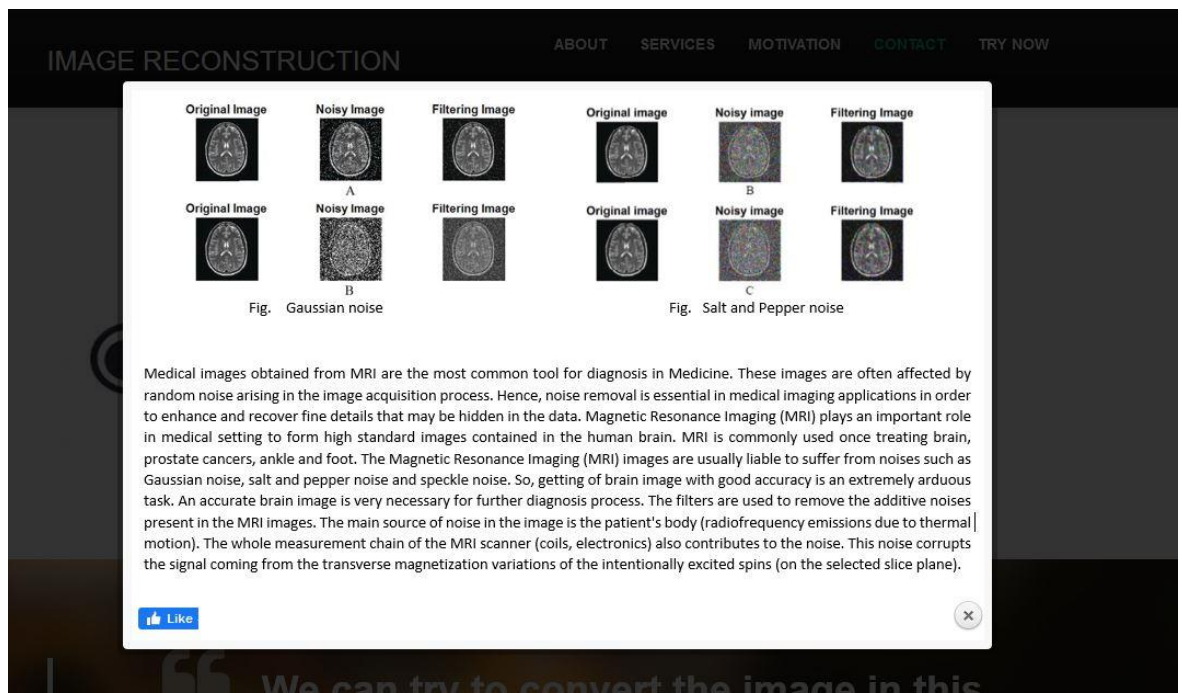 IMAGE RECONSTRUCTION
ABOUT SERVICES MOTIVATION CONTACT TRY NOW
Original Image Noisy Image Filtering Image
A
Original Image Noisy Image Filtering Image
B
Fig. Gaussian noise
Original image Noisy image Filtering Image
B
Original image Noisy image Filtering Image
C
Fig. Salt and Pepper noise
Medical images obtained from MRI are the most common tool for diagnosis in Medicine. These images are often affected by
random noise arising in the image acquisition process. Hence, noise removal is essential in medical imaging applications in order
to enhance and recover fine details that may be hidden in the data. Magnetic Resonance Imaging (MRI) plays an important role
in medical setting to form high standard images contained in the human brain. MRI is commonly used once treating brain,
prostate cancers, ankle and foot. The Magnetic Resonance Imaging (MRI) images are usually liable to suffer from noises such as
Gaussian noise, salt and pepper noise and speckle noise. So, getting of brain image with good accuracy is an extremely arduous
task. An accurate brain image is very necessary for further diagnosis process. The filters are used to remove the additive noises
present in the MRI images. The main source of noise in the image is the patient's body (radiofrequency emissions due to thermal
motion). The whole measurement chain of the MRI scanner (coils, electronics) also contributes to the noise. This noise corrupts
the signal coming from the transverse magnetization variations of the intentionally excited spins (on the selected slice plane).
Like
We can try to convert the image in this